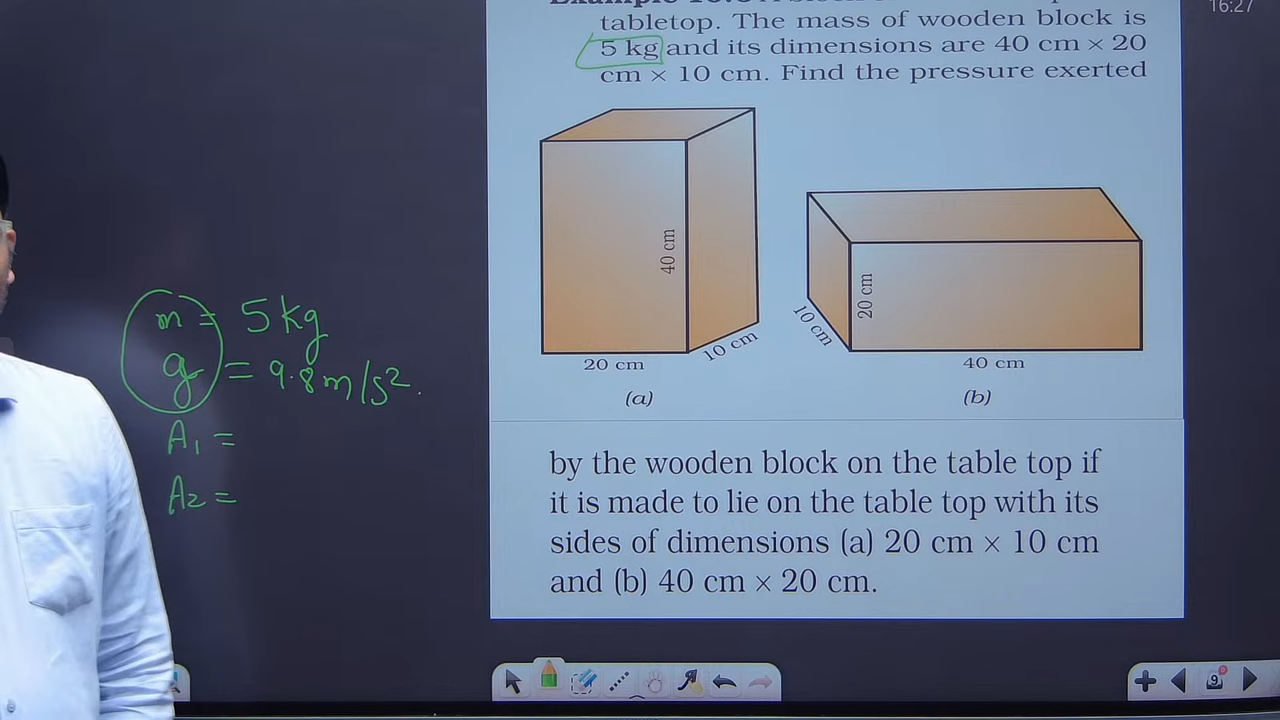 16:27
tabletop. The mass of wooden block is
5 kg and its dimensions are 40 cm × 20
cm × 10 cm. Find the pressure exerted
40 cm
20 cm
10 cm
(a)
20 cm
10 cm
40 cm
(b)
by the wooden block on the table top if
it is made to lie on the table top with its
sides of dimensions (a) 20 cm × 10 cm
and (b) 40 cm × 20 cm.
m = 5 kg
g = 9.8 m/s².
A₁ =
A₂ =
9